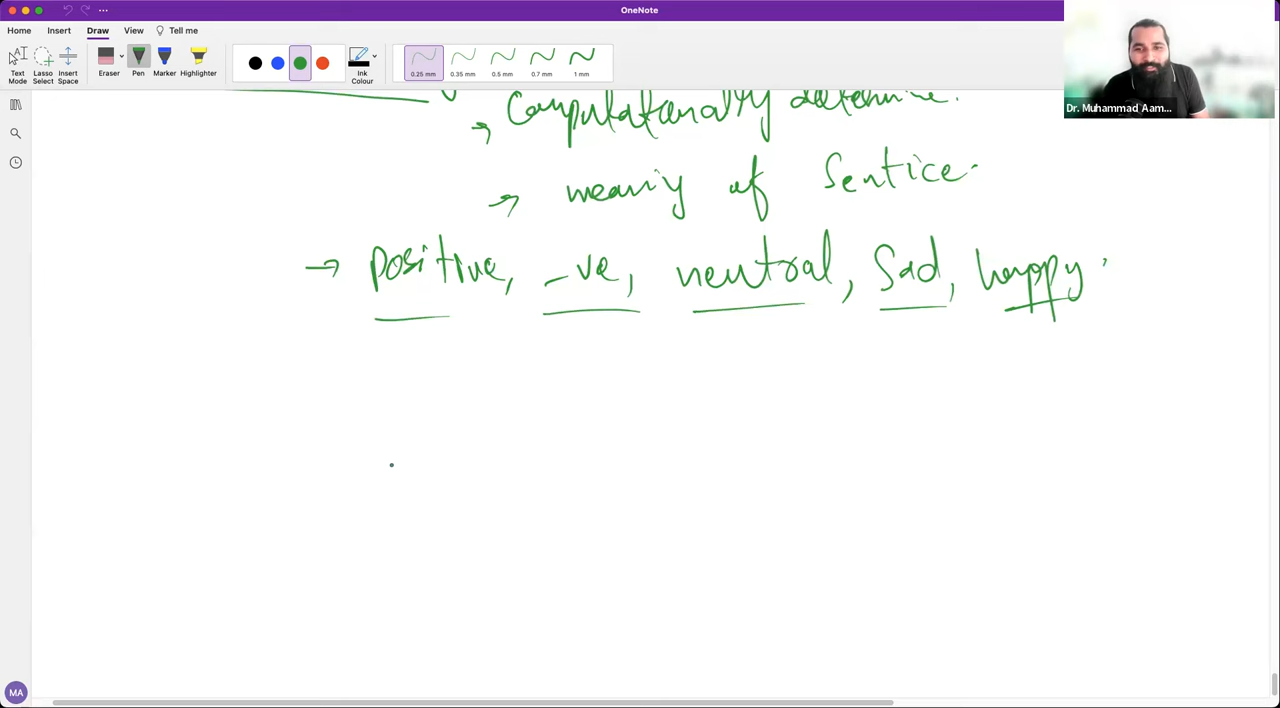 OneNote
Home Insert Draw View Tell me
Text Mode Lasso Select Insert Space Eraser Pen Marker Highlighter Ink Colour 0.25 mm 0.35 mm 0.5 mm 0.7 mm 1 mm
Dr. Muhammad Aam...
→ Computationally determine.
→ meaning of Sentice.
→ positive, -ve, neutral, Sad, happy.
MA